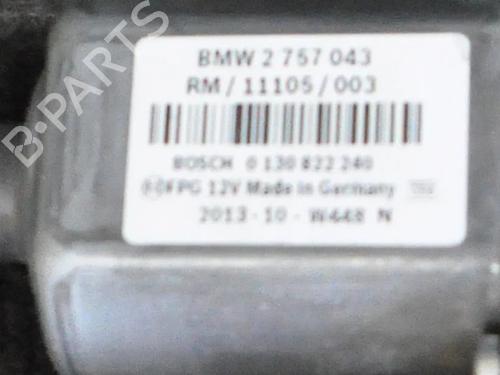 BMW 2 757 043
RM / 11105 / 003
BOSCH 0 130 822 240
FPG 12V Made in Germany
2013-10-W448 N
B-PARTS